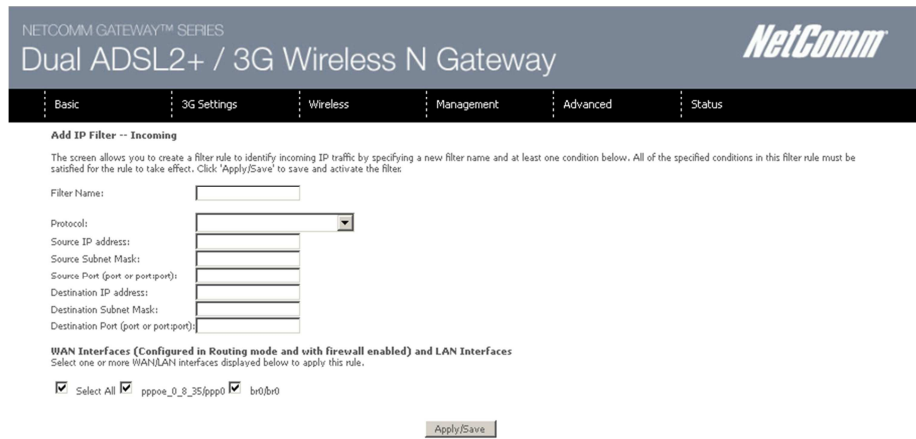 NETCOMM GATEWAY™ SERIES
Dual ADSL2+ / 3G Wireless N Gateway
NetComm
Basic 3G Settings Wireless Management Advanced Status
Add IP Filter -- Incoming
The screen allows you to create a filter rule to identify incoming IP traffic by specifying a new filter name and at least one condition below. All of the specified conditions in this filter rule must be
satisfied for the rule to take effect. Click 'Apply/Save' to save and activate the filter.
Filter Name:
Protocol:
Source IP address:
Source Subnet Mask:
Source Port (port or port:port):
Destination IP address:
Destination Subnet Mask:
Destination Port (port or port:port):
WAN Interfaces (Configured in Routing mode and with firewall enabled) and LAN Interfaces
Select one or more WAN/LAN interfaces displayed below to apply this rule.
Select All pppoe_0_8_35/ppp0 br0/br0
Apply/Save